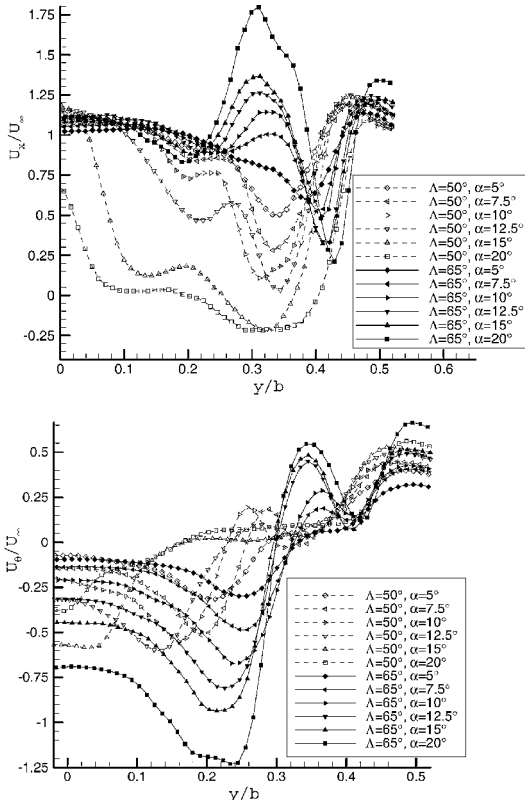 1.75
1.5
1.25
1
0.75
0.5
0.25
0
-0.25
Ux/U∞
0 0.1 0.2 0.3 0.4 0.5 0.6
y/b
Λ=50°, α=5°
Λ=50°, α=7.5°
Λ=50°, α=10°
Λ=50°, α=12.5°
Λ=50°, α=15°
Λ=50°, α=20°
Λ=65°, α=5°
Λ=65°, α=7.5°
Λ=65°, α=10°
Λ=65°, α=12.5°
Λ=65°, α=15°
Λ=65°, α=20°
0.5
0.25
0
-0.25
-0.5
-0.75
-1
-1.25
Uθ/U∞
0 0.1 0.2 0.3 0.4 0.5
y/b
Λ=50°, α=5°
Λ=50°, α=7.5°
Λ=50°, α=10°
Λ=50°, α=12.5°
Λ=50°, α=15°
Λ=50°, α=20°
Λ=65°, α=5°
Λ=65°, α=7.5°
Λ=65°, α=10°
Λ=65°, α=12.5°
Λ=65°, α=15°
Λ=65°, α=20°